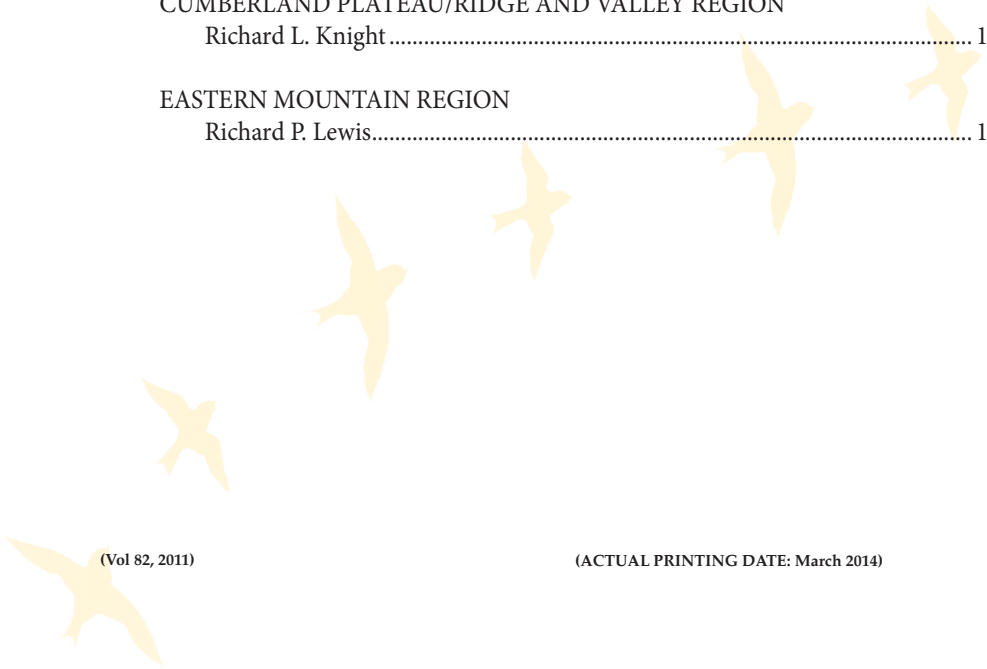 CUMBERLAND PLATEAU/RIDGE AND VALLEY REGION
Richard L. Knight.................................................................................................. 1
EASTERN MOUNTAIN REGION
Richard P. Lewis..................................................................................................... 1
(Vol 82, 2011) (ACTUAL PRINTING DATE: March 2014)